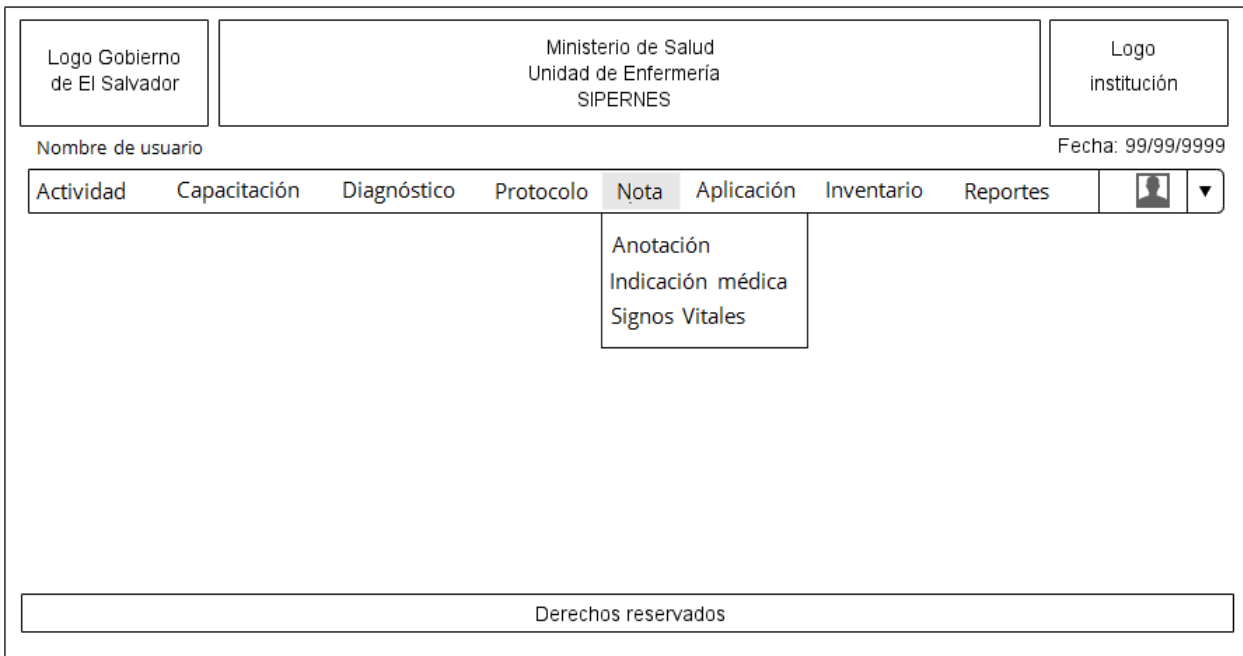 Logo Gobierno
de El Salvador
Ministerio de Salud
Unidad de Enfermería
SIPERNES
Logo
institución
Nombre de usuario
Fecha: 99/99/9999
Actividad Capacitación Diagnóstico Protocolo Nota Aplicación Inventario Reportes
Anotación
Indicación médica
Signos Vitales
Derechos reservados